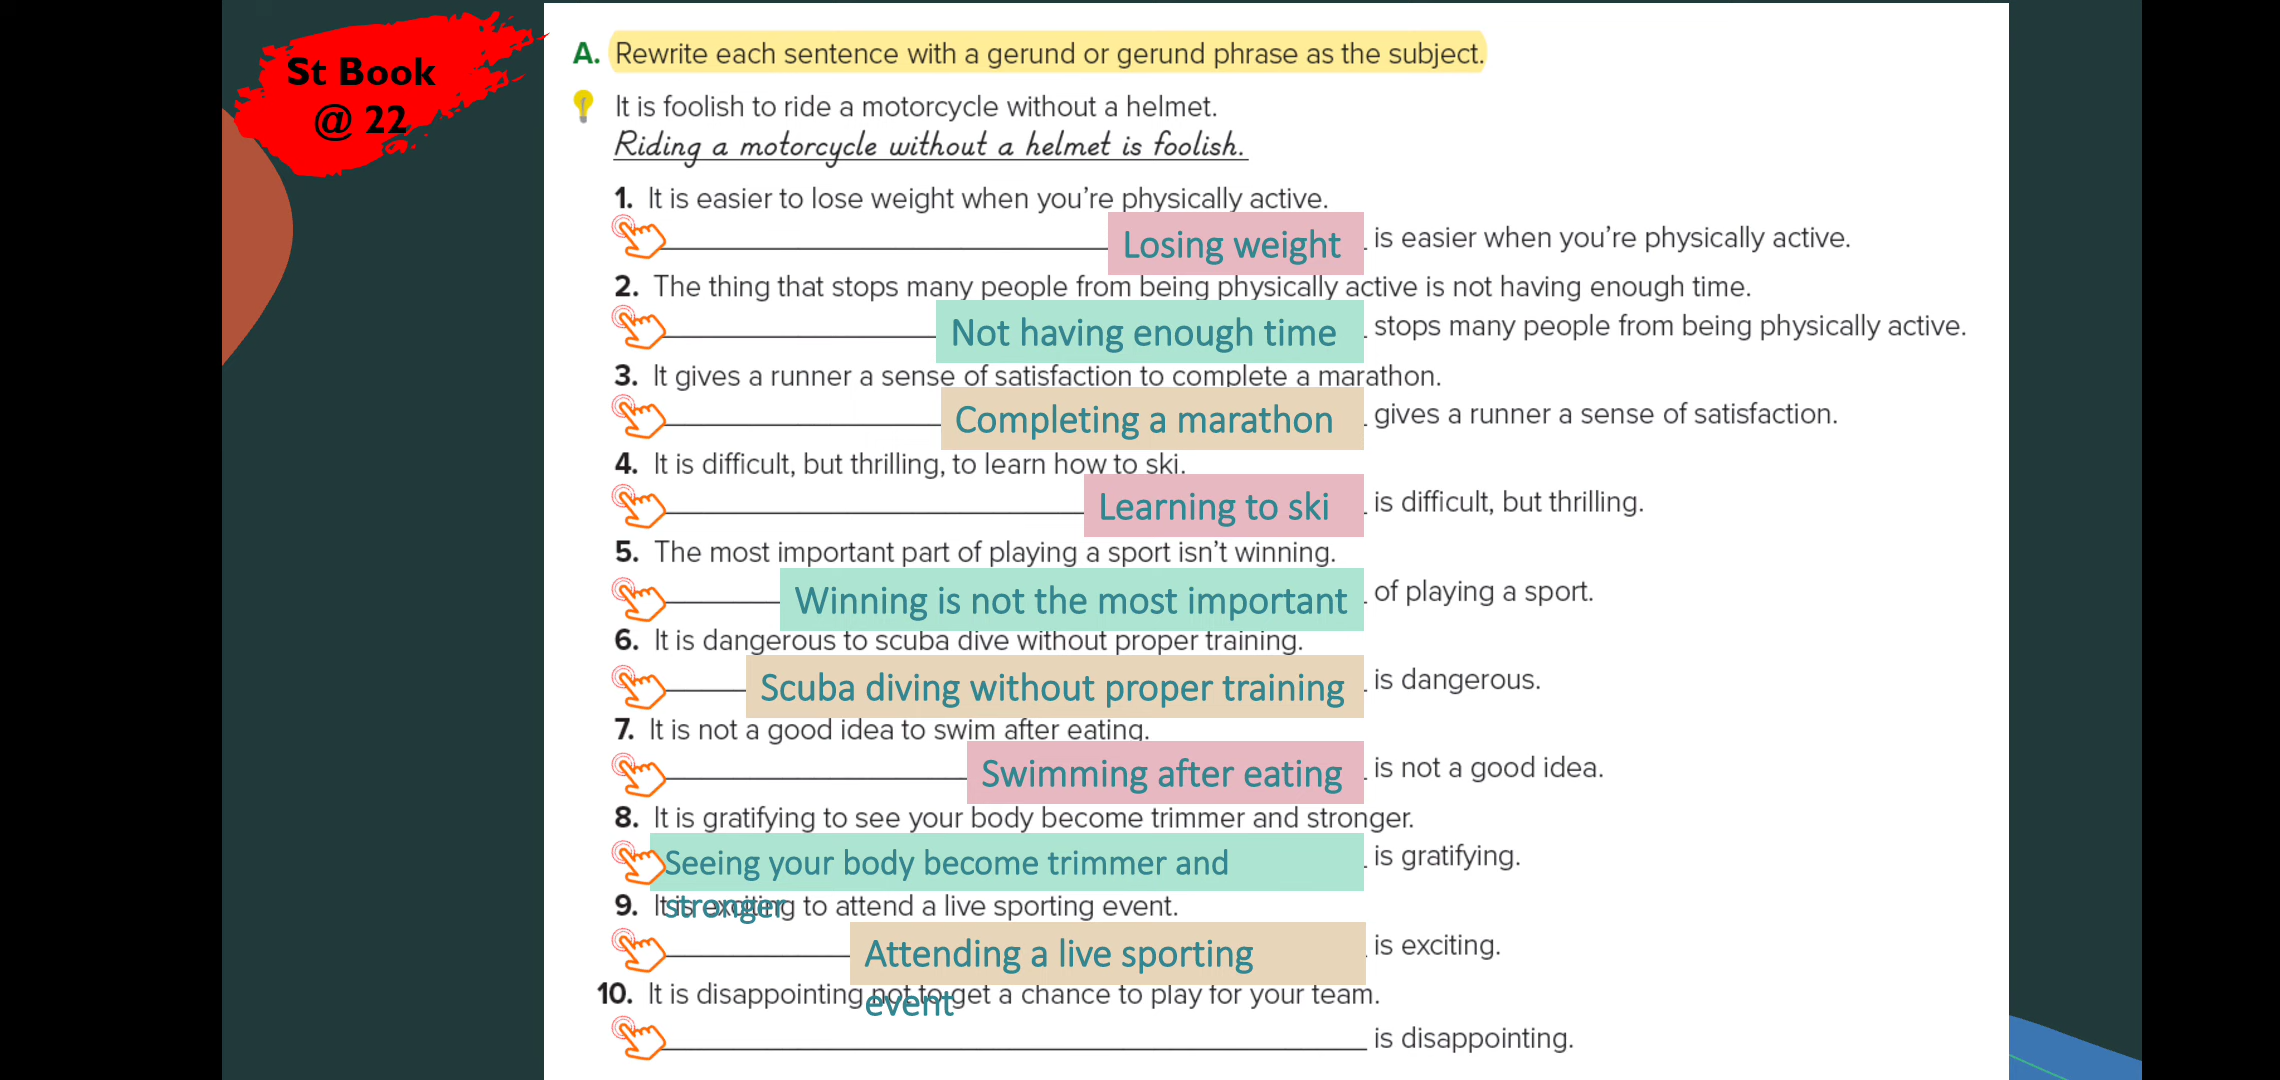 St Book
@ 22
A. Rewrite each sentence with a gerund or gerund phrase as the subject.
It is foolish to ride a motorcycle without a helmet.
Riding a motorcycle without a helmet is foolish.
1. It is easier to lose weight when you're physically active.
Losing weight is easier when you're physically active.
2. The thing that stops many people from being physically active is not having enough time.
Not having enough time stops many people from being physically active.
3. It gives a runner a sense of satisfaction to complete a marathon.
Completing a marathon gives a runner a sense of satisfaction.
4. It is difficult, but thrilling, to learn how to ski.
Learning to ski is difficult, but thrilling.
5. The most important part of playing a sport isn't winning.
Winning is not the most important of playing a sport.
6. It is dangerous to scuba dive without proper training.
Scuba diving without proper training is dangerous.
7. It is not a good idea to swim after eating.
Swimming after eating is not a good idea.
8. It is gratifying to see your body become trimmer and stronger.
Seeing your body become trimmer and is gratifying.
stronger
9. It is exciting to attend a live sporting event.
Attending a live sporting is exciting.
event
10. It is disappointing not to get a chance to play for your team.
is disappointing.